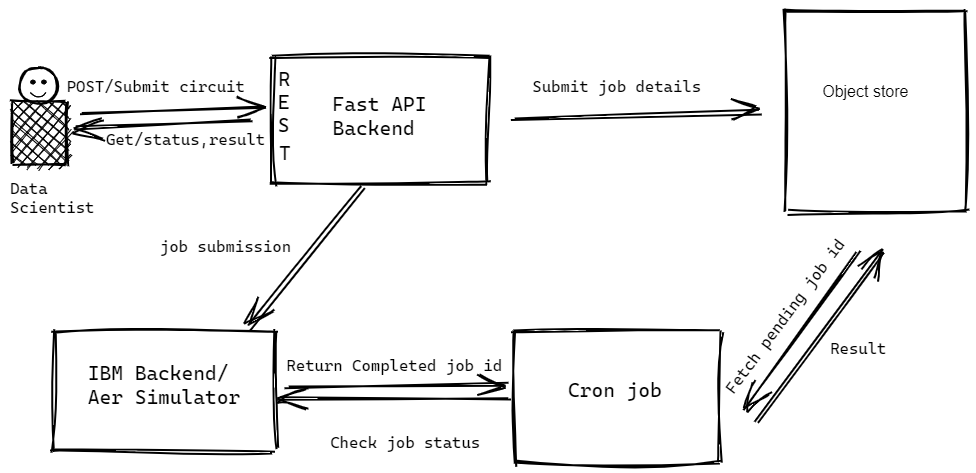 POST/Submit circuit
Get/status,result
Data
Scientist
R
E
S
T
Fast API
Backend
Submit job details
Object store
job submission
IBM Backend/
Aer Simulator
Return Completed job id
Check job status
Cron job
Fetch pending job id
Result